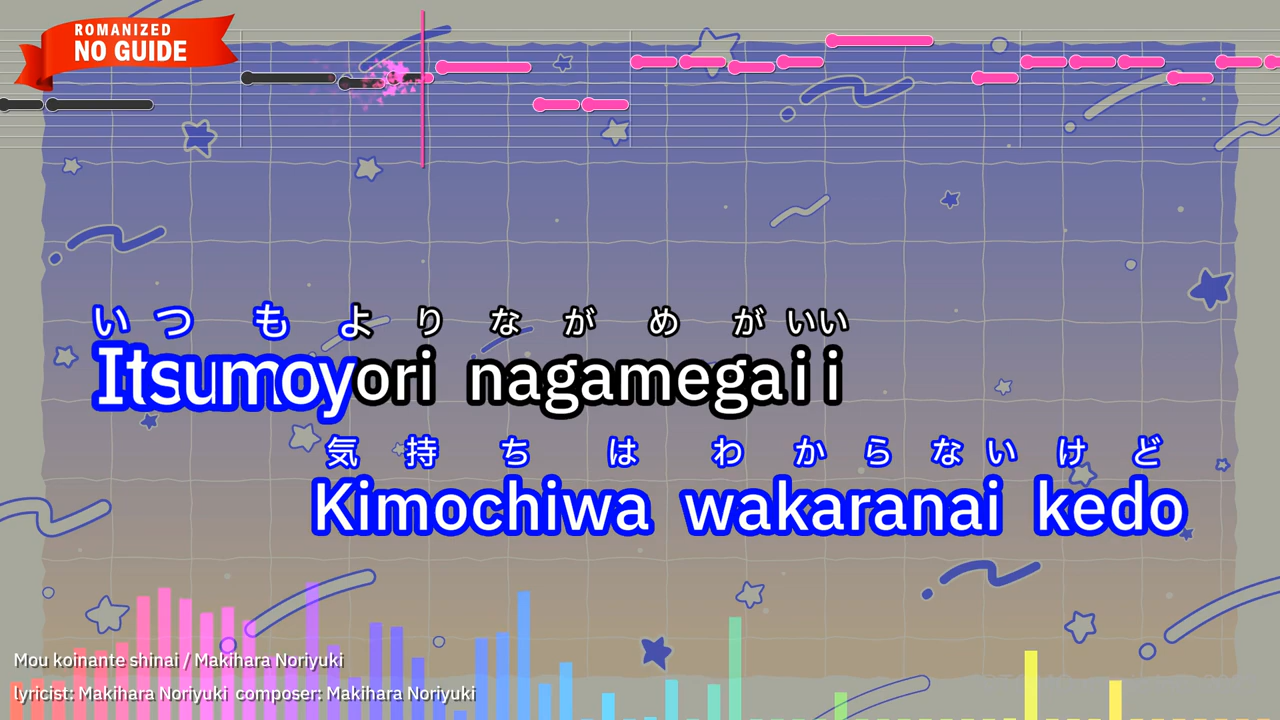 ROMANIZED
NO GUIDE
いつもよりながめがいい
Itsumoyori nagamegaii
気持ちはわからないけど
Kimochiwa wakaranai kedo
Mou koinante shinai / Makihara Noriyuki
lyricist: Makihara Noriyuki composer: Makihara Noriyuki